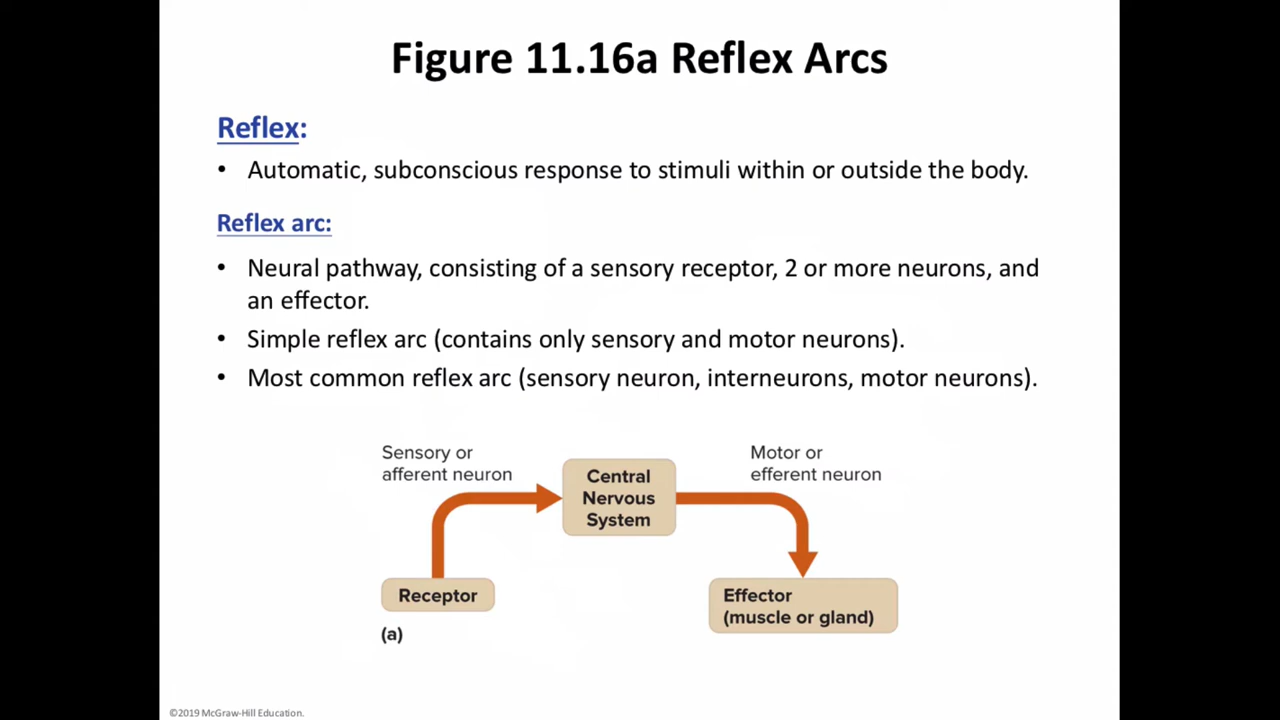 Figure 11.16a Reflex Arcs
Reflex:
• Automatic, subconscious response to stimuli within or outside the body.
Reflex arc:
• Neural pathway, consisting of a sensory receptor, 2 or more neurons, and
an effector.
• Simple reflex arc (contains only sensory and motor neurons).
• Most common reflex arc (sensory neuron, interneurons, motor neurons).
Sensory or
afferent neuron
Central
Nervous
System
Motor or
efferent neuron
Receptor
Effector
(muscle or gland)
(a)
©2019 McGraw-Hill Education.